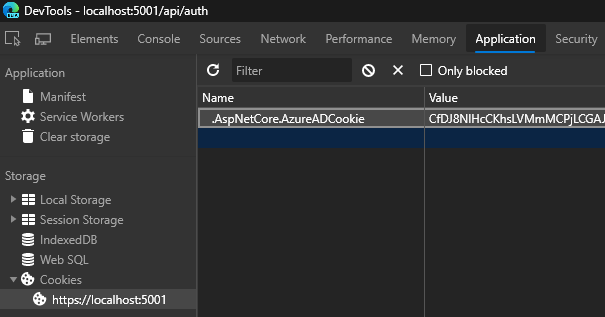 DevTools - localhost:5001/api/auth
Elements Console Sources Network Performance Memory Application Security
Application
Manifest
Service Workers
Clear storage
Storage
Local Storage
Session Storage
IndexedDB
Web SQL
Cookies
https://localhost:5001
Filter Only blocked
Name Value
.AspNetCore.AzureADCookie CfDJ8NIHcCKhsLVMmMCPjLCGAJ